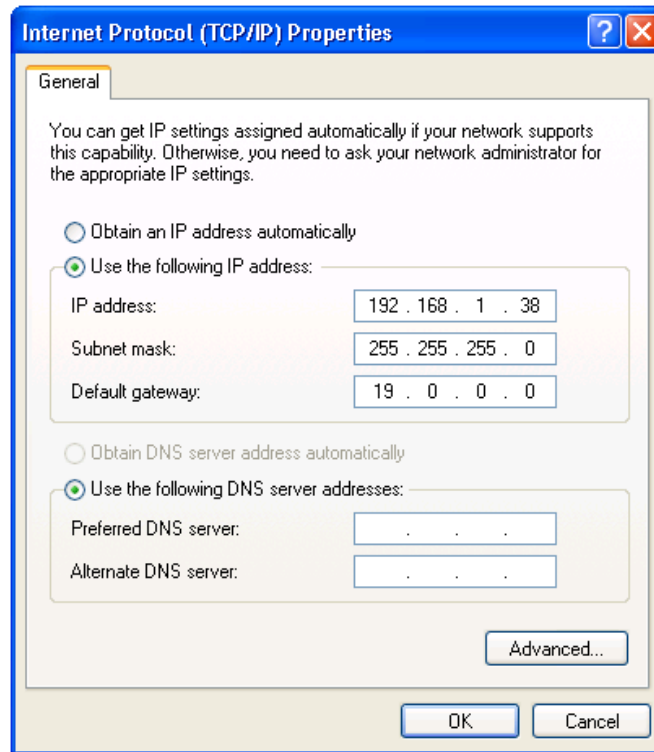 Internet Protocol (TCP/IP) Properties
General
You can get IP settings assigned automatically if your network supports
this capability. Otherwise, you need to ask your network administrator for
the appropriate IP settings.
Obtain an IP address automatically
Use the following IP address:
IP address: 192 . 168 . 1 . 38
Subnet mask: 255 . 255 . 255 . 0
Default gateway: 19 . 0 . 0 . 0
Obtain DNS server address automatically
Use the following DNS server addresses:
Preferred DNS server: . . .
Alternate DNS server: . . .
Advanced...
OK Cancel